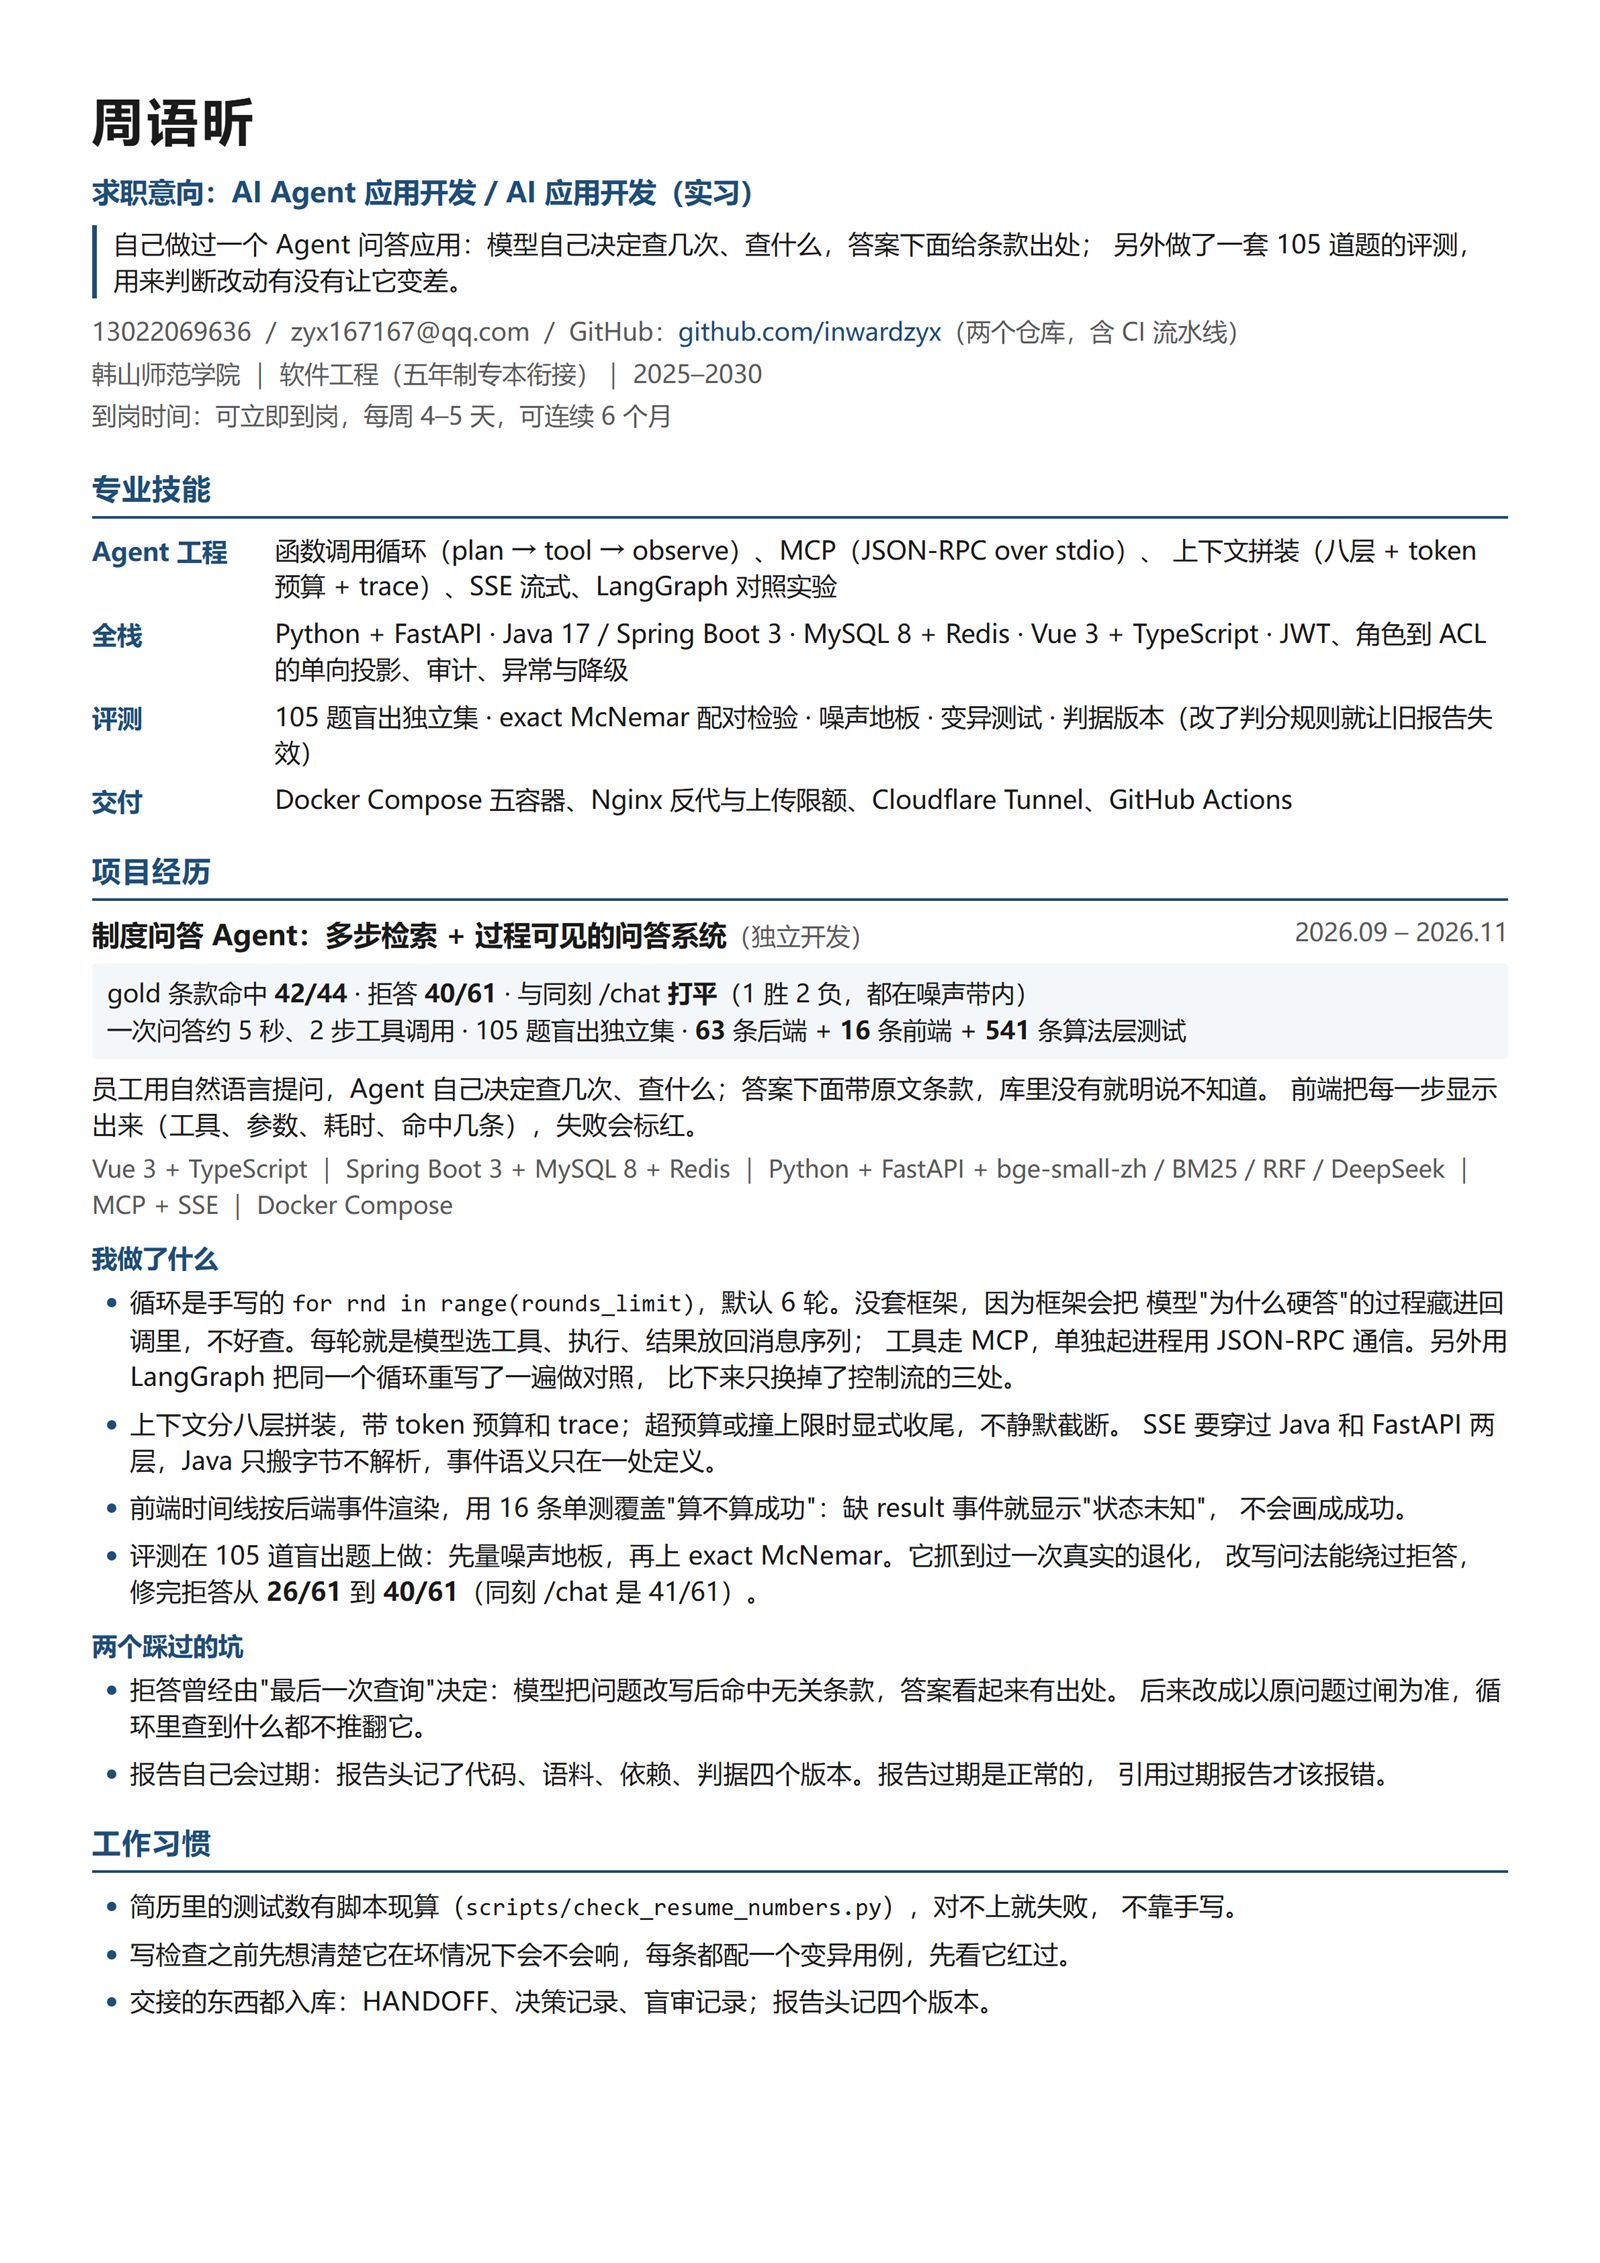 周语昕
求职意向：AI Agent 应用开发 / AI 应用开发（实习）
自己做过一个 Agent 问答应用：模型自己决定查几次、查什么，答案下面给条款出处； 另外做了一套 105 道题的评测，
用来判断改动有没有让它变差。
13022069636 / zyx167167@qq.com / GitHub：github.com/inwardzyx（两个仓库，含 CI 流水线）
韩山师范学院 ｜ 软件工程（五年制专本衔接） ｜ 2025–2030
到岗时间：可立即到岗，每周 4–5 天，可连续 6 个月
专业技能
Agent 工程 函数调用循环（plan → tool → observe）、MCP（JSON-RPC over stdio）、 上下文拼装（八层 + token
预算 + trace）、SSE 流式、LangGraph 对照实验
全栈 Python + FastAPI · Java 17 / Spring Boot 3 · MySQL 8 + Redis · Vue 3 + TypeScript · JWT、角色到 ACL
的单向投影、审计、异常与降级
评测 105 题盲出独立集 · exact McNemar 配对检验 · 噪声地板 · 变异测试 · 判据版本（改了判分规则就让旧报告失
效）
交付 Docker Compose 五容器、Nginx 反代与上传限额、Cloudflare Tunnel、GitHub Actions
项目经历
制度问答 Agent：多步检索 + 过程可见的问答系统（独立开发） 2026.09 – 2026.11
gold 条款命中 42/44 · 拒答 40/61 · 与同刻 /chat 打平（1 胜 2 负，都在噪声带内）
一次问答约 5 秒、2 步工具调用 · 105 题盲出独立集 · 63 条后端 + 16 条前端 + 541 条算法层测试
员工用自然语言提问，Agent 自己决定查几次、查什么；答案下面带原文条款，库里没有就明说不知道。 前端把每一步显示
出来（工具、参数、耗时、命中几条），失败会标红。
Vue 3 + TypeScript ｜ Spring Boot 3 + MySQL 8 + Redis ｜ Python + FastAPI + bge-small-zh / BM25 / RRF / DeepSeek ｜
MCP + SSE ｜ Docker Compose
我做了什么
• 循环是手写的 for rnd in range(rounds_limit)，默认 6 轮。没套框架，因为框架会把 模型"为什么硬答"的过程藏进回
调里，不好查。每轮就是模型选工具、执行、结果放回消息序列； 工具走 MCP，单独起进程用 JSON-RPC 通信。另外用
LangGraph 把同一个循环重写了一遍做对照， 比下来只换掉了控制流的三处。
• 上下文分八层拼装，带 token 预算和 trace；超预算或撞上限时显式收尾，不静默截断。 SSE 要穿过 Java 和 FastAPI 两
层，Java 只搬字节不解析，事件语义只在一处定义。
• 前端时间线按后端事件渲染，用 16 条单测覆盖"算不算成功"：缺 result 事件就显示"状态未知"， 不会画成成功。
• 评测在 105 道盲出题上做：先量噪声地板，再上 exact McNemar。它抓到过一次真实的退化， 改写问法能绕过拒答，
修完拒答从 26/61 到 40/61（同刻 /chat 是 41/61）。
两个踩过的坑
• 拒答曾经由"最后一次查询"决定：模型把问题改写后命中无关条款，答案看起来有出处。 后来改成以原问题过闸为准，循
环里查到什么都不推翻它。
• 报告自己会过期：报告头记了代码、语料、依赖、判据四个版本。报告过期是正常的， 引用过期报告才该报错。
工作习惯
• 简历里的测试数有脚本现算（scripts/check_resume_numbers.py），对不上就失败， 不靠手写。
• 写检查之前先想清楚它在坏情况下会不会响，每条都配一个变异用例，先看它红过。
• 交接的东西都入库：HANDOFF、决策记录、盲审记录；报告头记四个版本。